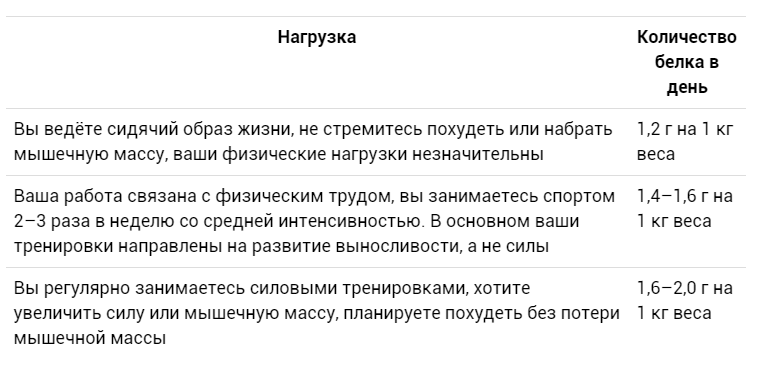 Нагрузка
Количество
белка в
день
Вы ведёте сидячий образ жизни, не стремитесь похудеть или набрать
мышечную массу, ваши физические нагрузки незначительны
1,2 г на 1 кг
веса
Ваша работа связана с физическим трудом, вы занимаетесь спортом
2–3 раза в неделю со средней интенсивностью. В основном ваши
тренировки направлены на развитие выносливости, а не силы
1,4–1,6 г на
1 кг веса
Вы регулярно занимаетесь силовыми тренировками, хотите
увеличить силу или мышечную массу, планируете похудеть без потери
мышечной массы
1,6–2,0 г на
1 кг веса